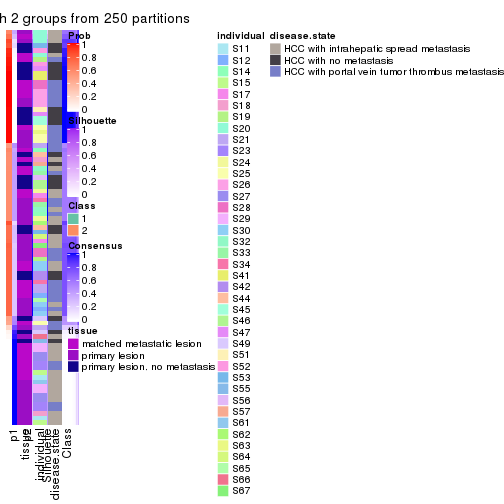 h 2 groups from 250 partitions
Prob
1
0.8
0.6
0.4
0.2
0
Silhouette
1
0.8
0.6
0.4
0.2
0
Class
1
2
Consensus
1
0.8
0.6
0.4
0.2
0
tissue
matched metastatic lesion
primary lesion
primary lesion, no metastasis
individual
S11
S12
S14
S15
S17
S18
S19
S20
S21
S23
S24
S25
S26
S27
S28
S29
S30
S32
S33
S34
S41
S42
S44
S45
S46
S47
S49
S51
S52
S53
S55
S56
S57
S61
S62
S63
S64
S65
S66
S67
disease.state
HCC with intrahepatic spread metastasis
HCC with no metastasis
HCC with portal vein tumor thrombus metastasis
p1
p2
tissue
individual
Silhouette
disease.state
Class